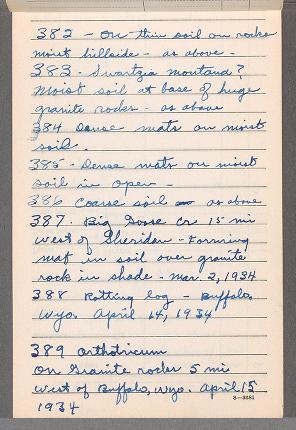 382 - On thin soil on rocks
moist hillside - as above -
383. Swartzia montana?
Moist soil at base of huge
granite rocks - as above
384 Dense mats on moist
soil.
385 - Dense mats on moist
soil in open -
386 Coarse soil as above
387. Big Goose Cr 15 mi
west of Sheridan - Forming
mat in soil over granite
rock in shade - Mar. 2, 1934
388 Rotting log - Buffalo,
Wyo. April 14, 1934
389 Orthotricum
on Granite rocks 5 mi
west of Buffalo, Wyo. April 15
1934